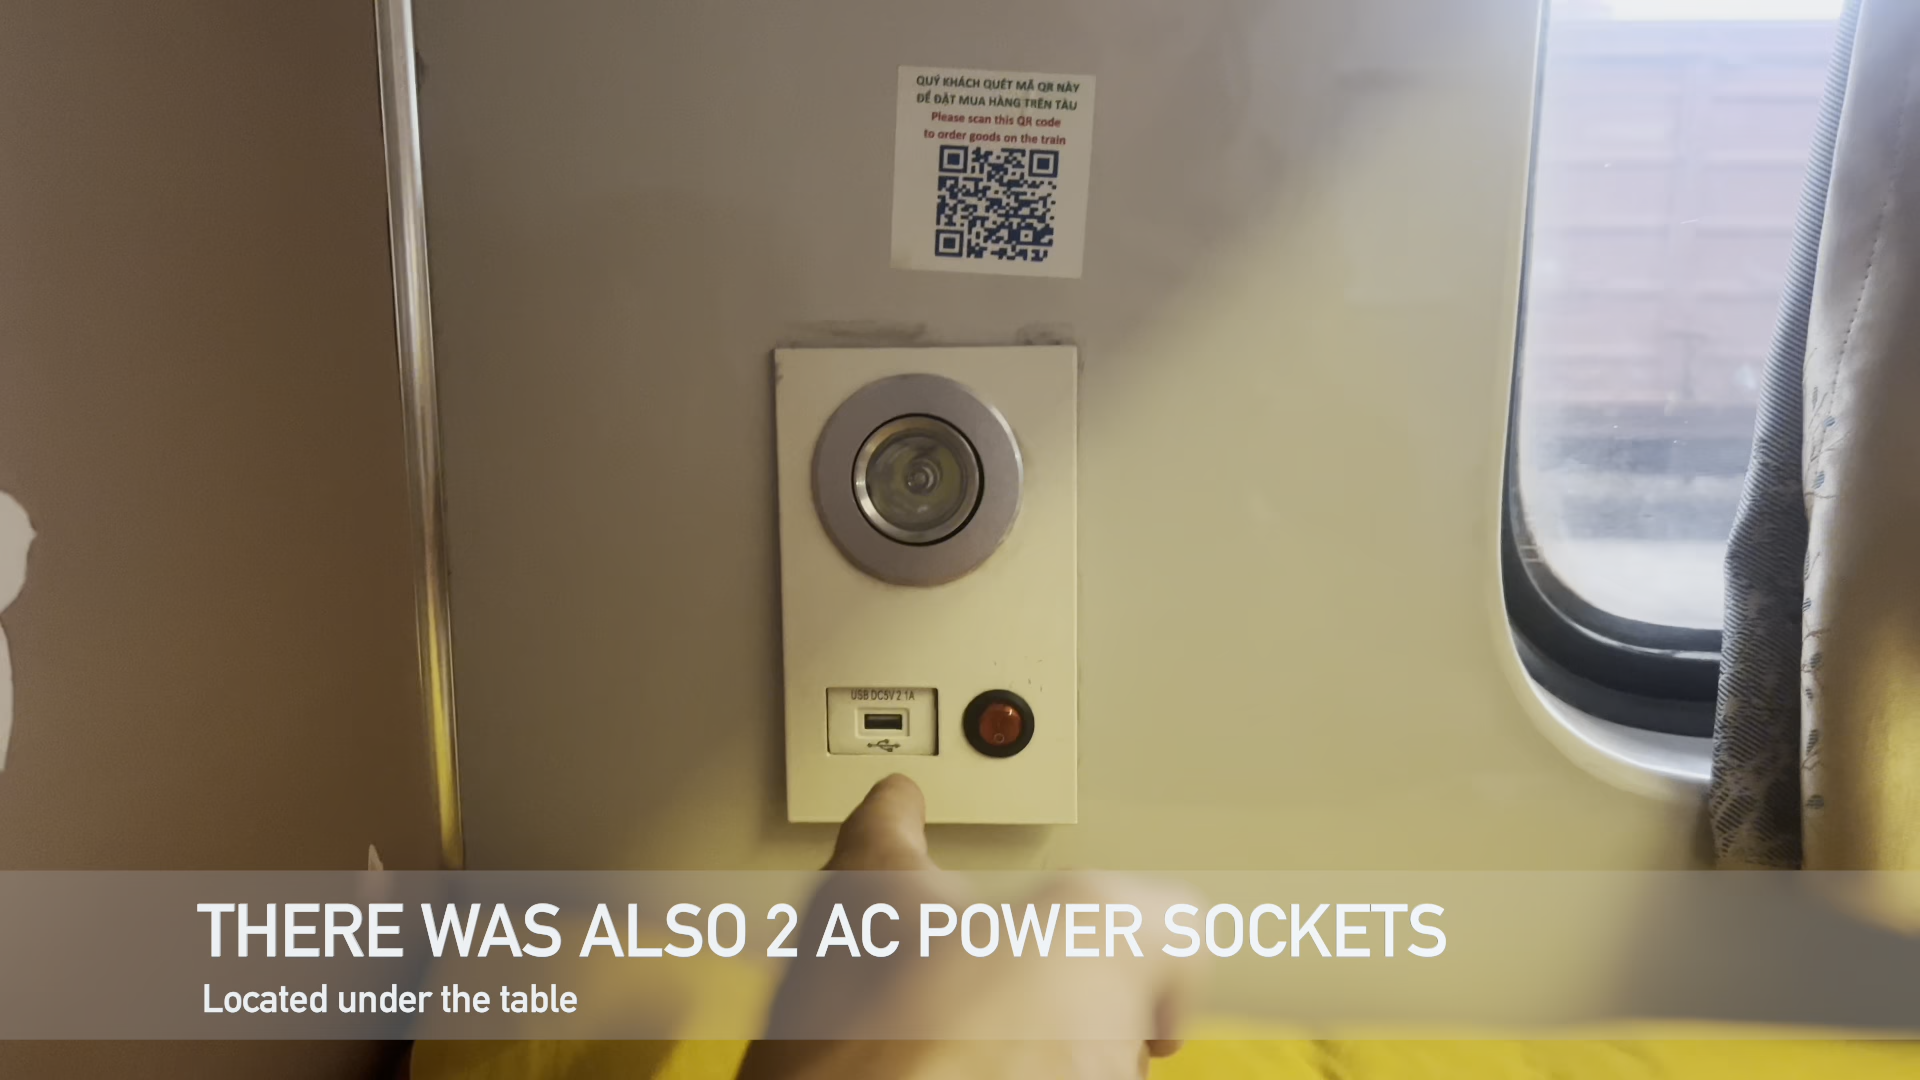 QUÝ KHÁCH QUÉT MÃ QR NÀY
ĐỂ ĐẶT MUA HÀNG TRÊN TÀU
Please scan this QR code
to order goods on the train
USB DC5V 2.1A
THERE WAS ALSO 2 AC POWER SOCKETS
Located under the table